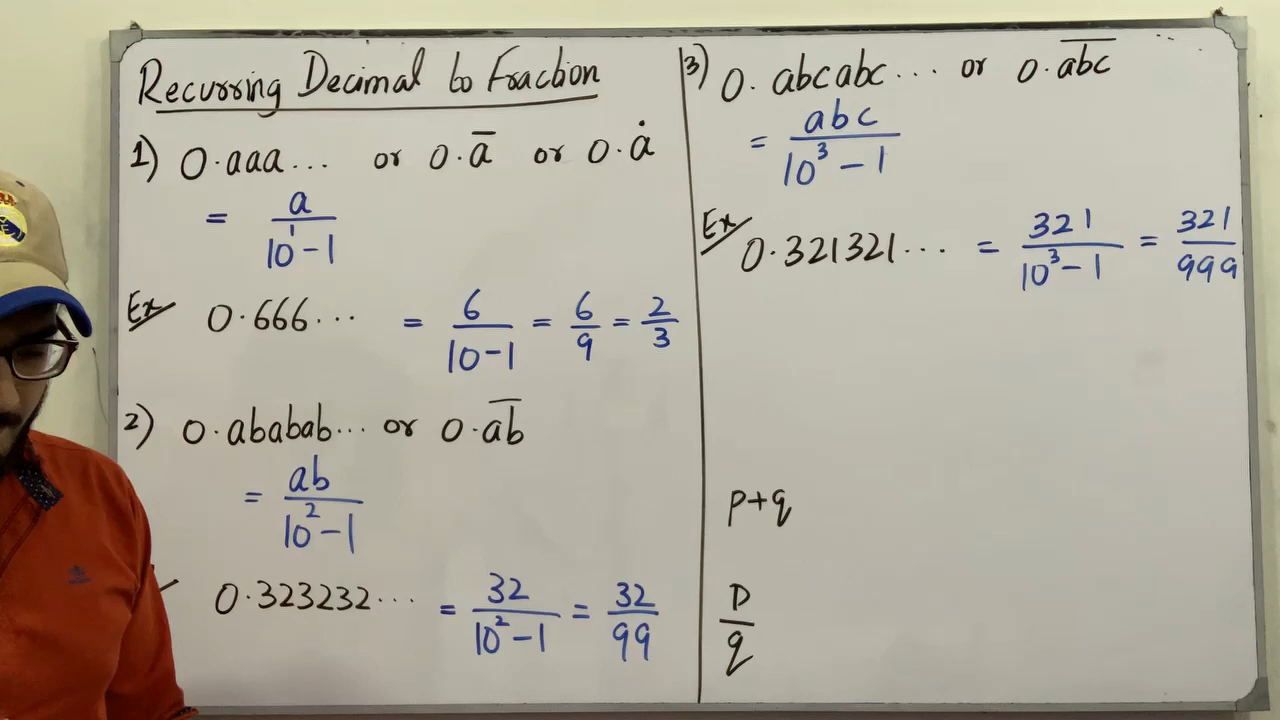 Recurring Decimal to Fraction
1) 0.aaa... or 0.a̅ or 0.ȧ
= a / (10¹ - 1)
Ex 0.666... = 6 / (10 - 1) = 6/9 = 2/3
2) 0.ababab... or 0.a̅b̅
= ab / (10² - 1)
0.323232... = 32 / (10² - 1) = 32/99
3) 0.abcabc... or 0.a̅b̅c̅
= abc / (10³ - 1)
Ex 0.321321... = 321 / (10³ - 1) = 321/999
p+q
p/q